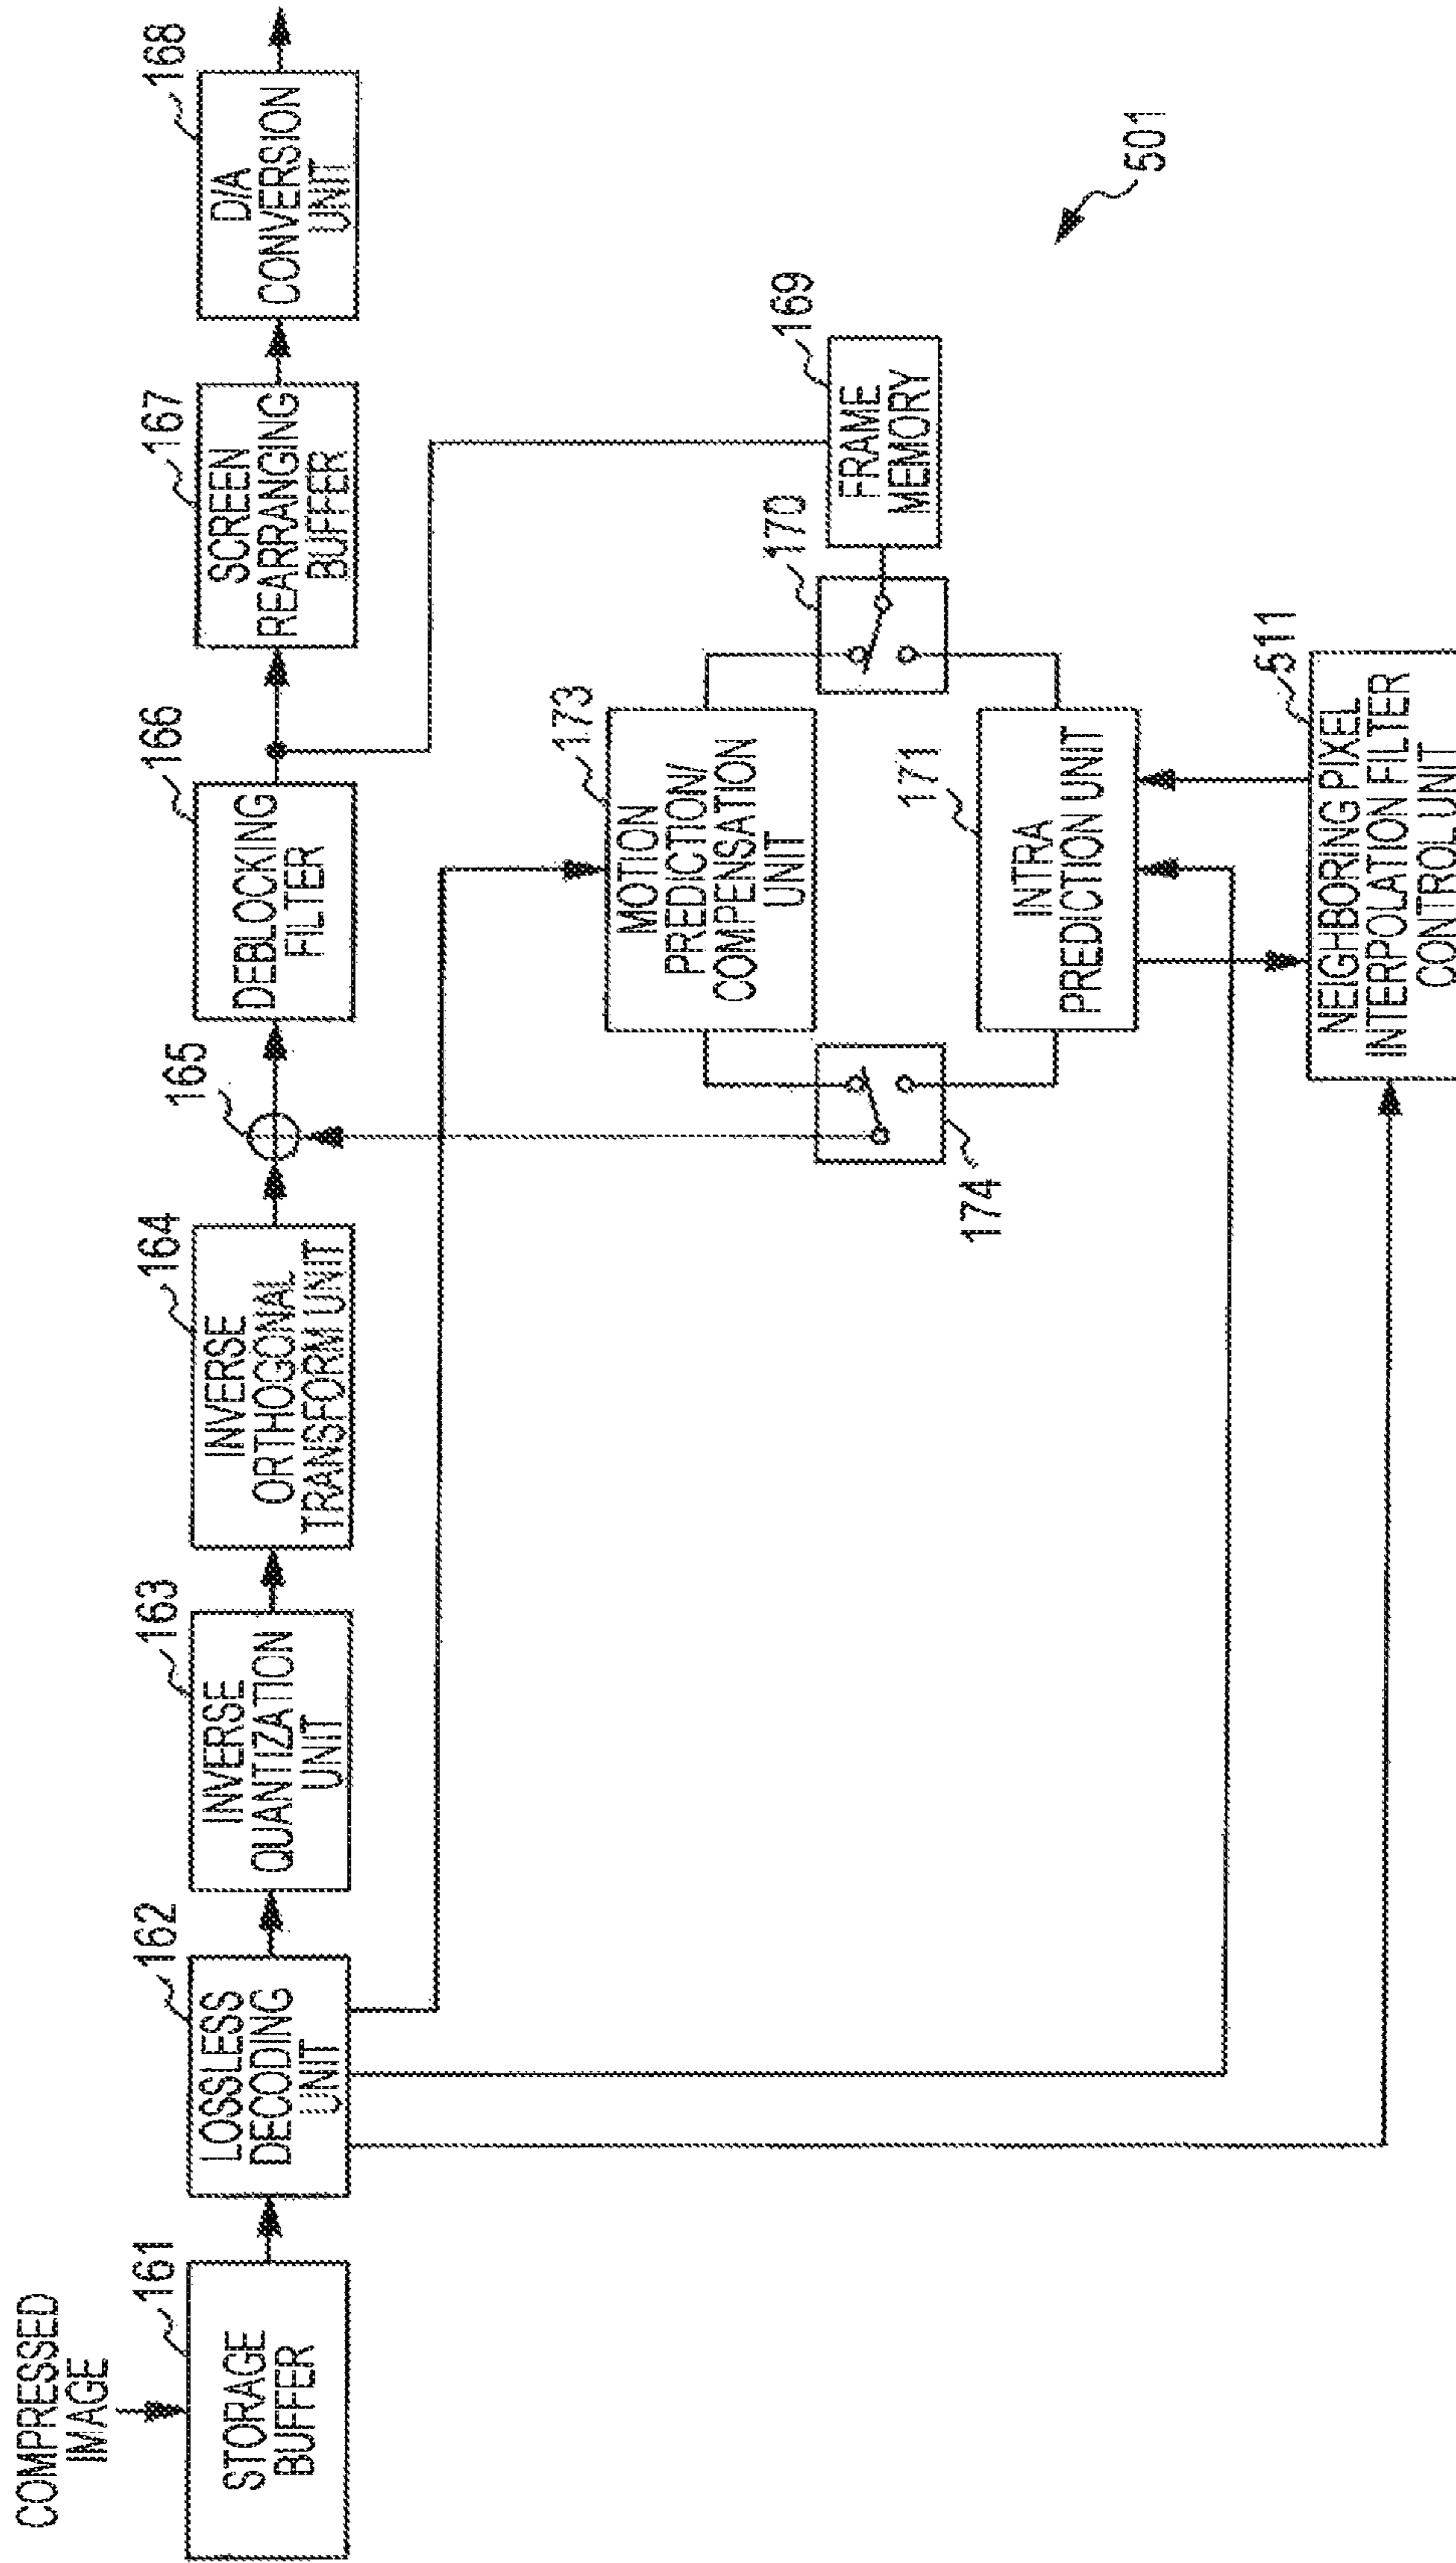 COMPRESSED
IMAGE
161
STORAGE
BUFFER
162
LOSSLESS
DECODING
UNIT
163
INVERSE
QUANTIZATION
UNIT
164
INVERSE
ORTHOGONAL
TRANSFORM UNIT
165
166
DEBLOCKING
FILTER
167
SCREEN
REARRANGING
BUFFER
168
D/A
CONVERSION
UNIT
173
MOTION
PREDICTION/
COMPENSATION
UNIT
169
FRAME
MEMORY
170
174
171
INTRA
PREDICTION UNIT
511
NEIGHBORING PIXEL
INTERPOLATION FILTER
CONTROL UNIT
501